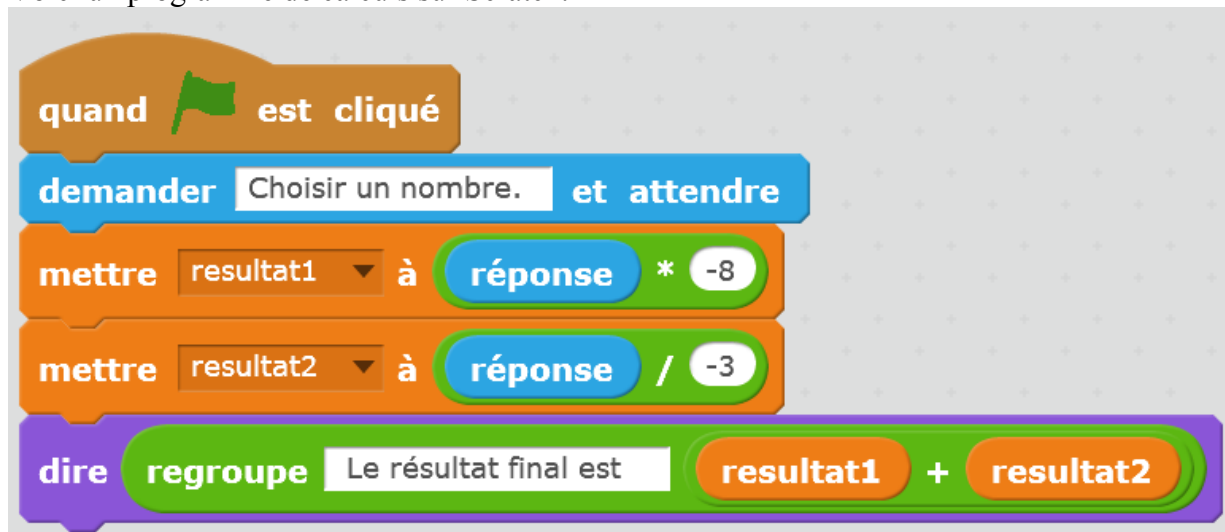 quand est cliqué
demander Choisir un nombre. et attendre
mettre resultat1 à réponse * -8
mettre resultat2 à réponse / -3
dire regroupe Le résultat final est resultat1 + resultat2